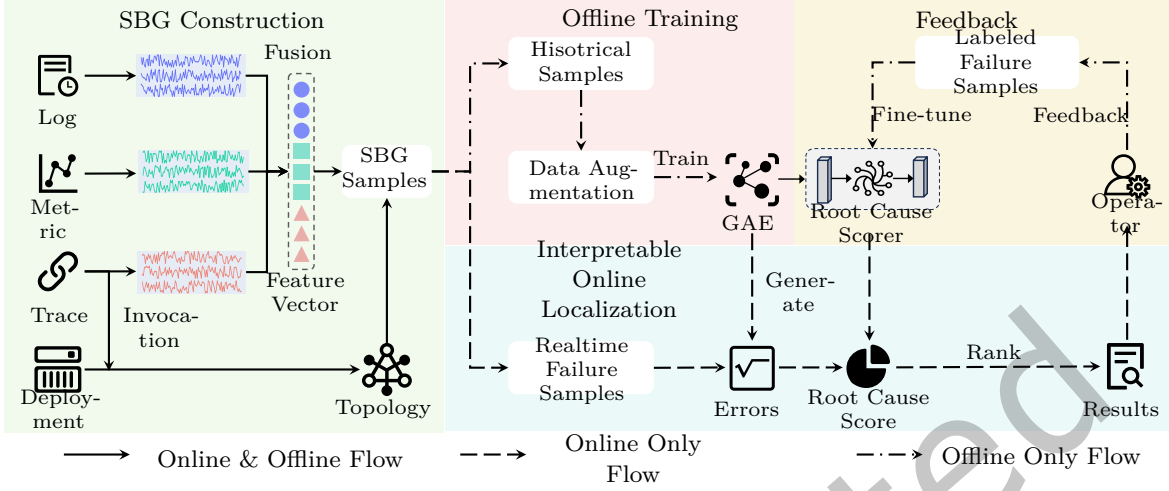 SBG Construction
Offline Training
Feedback
Fusion
Log
Met-
ric
Trace
Invoca-
tion
Deploy-
ment
Feature
Vector
SBG
Samples
Topology
Hisotrical
Samples
Data Aug-
mentation
Train
GAE
Labeled
Failure
Samples
Fine-tune
Feedback
Root Cause
Scorer
Opera-
tor
Interpretable
Online
Localization
Gener-
ate
Realtime
Failure
Samples
Errors
Root Cause
Score
Rank
Results
Online & Offline Flow
Online Only
Flow
Offline Only Flow